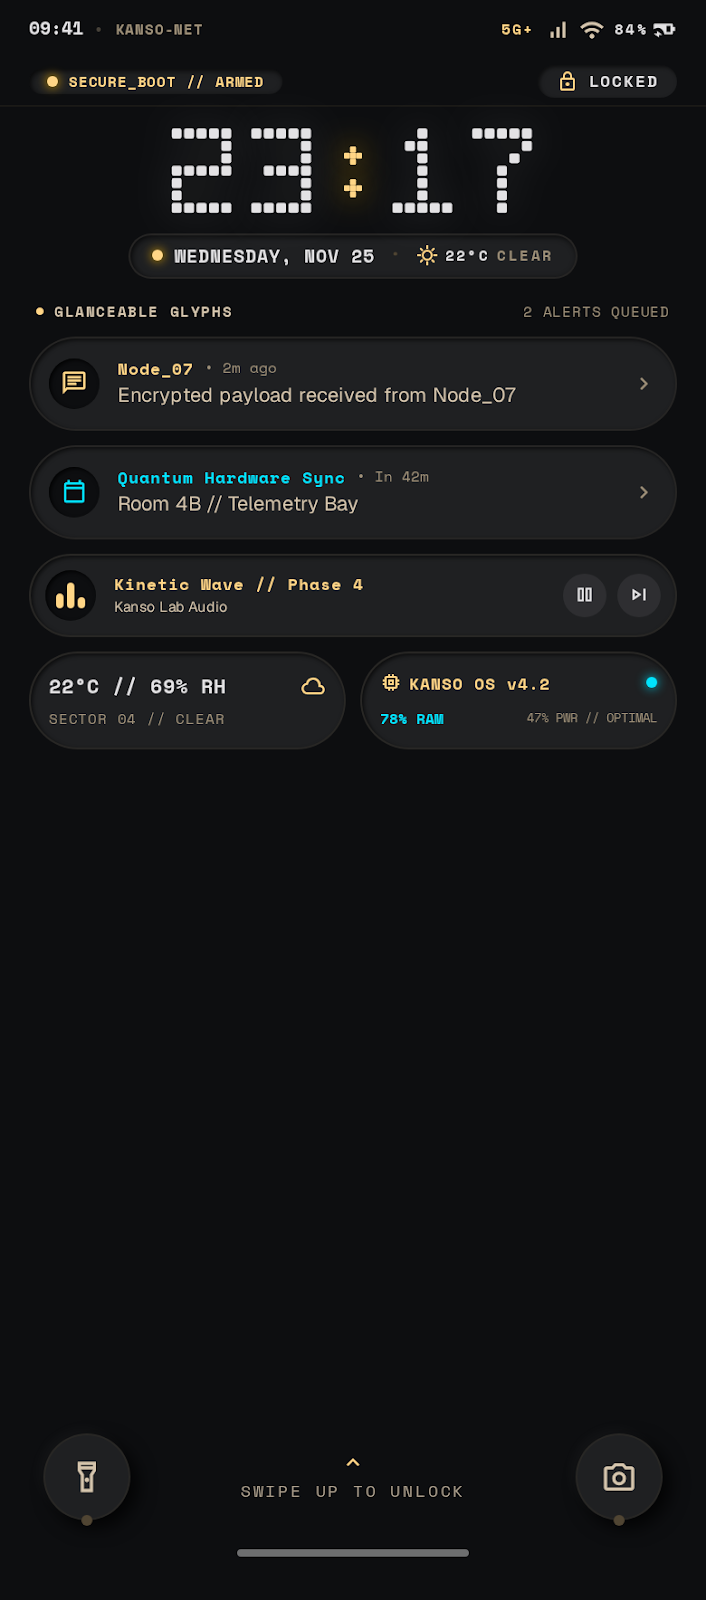 09:41 • KANSO-NET 5G+ 84%
SECURE_BOOT // ARMED LOCKED
23:17
WEDNESDAY, NOV 25 · 22°C CLEAR
GLANCEABLE GLYPHS 2 ALERTS QUEUED
Node_07 • 2m ago
Encrypted payload received from Node_07
Quantum Hardware Sync • In 42m
Room 4B // Telemetry Bay
Kinetic Wave // Phase 4
Kanso Lab Audio
22°C // 69% RH
SECTOR 04 // CLEAR
KANSO OS v4.2
78% RAM 47% PWR // OPTIMAL
SWIPE UP TO UNLOCK